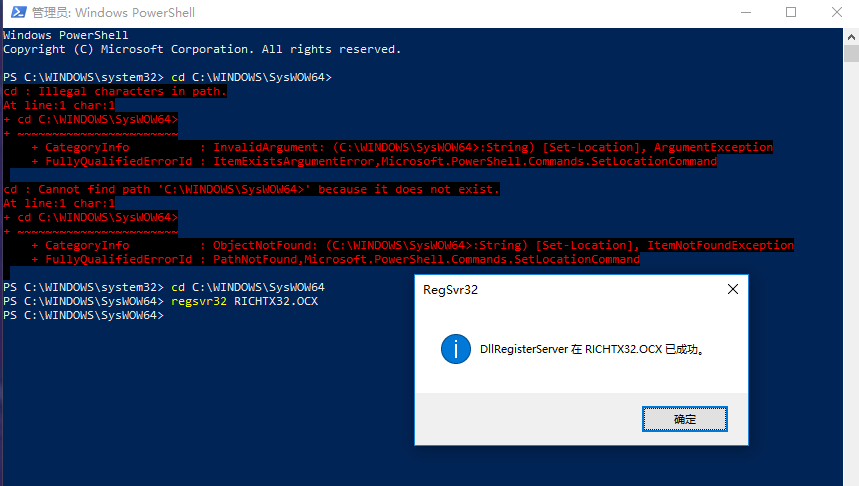 管理员: Windows PowerShell
Windows PowerShell
Copyright (C) Microsoft Corporation. All rights reserved.
PS C:\WINDOWS\system32> cd C:\WINDOWS\SysWOW64>
cd : Illegal characters in path.
At line:1 char:1
+ cd C:\WINDOWS\SysWOW64>
+ ~~~~~~~~~~~~~~~~~~~~~~~
+ CategoryInfo : InvalidArgument: (C:\WINDOWS\SysWOW64>:String) [Set-Location], ArgumentException
+ FullyQualifiedErrorId : ItemExistsArgumentError,Microsoft.PowerShell.Commands.SetLocationCommand
cd : Cannot find path 'C:\WINDOWS\SysWOW64>' because it does not exist.
At line:1 char:1
+ cd C:\WINDOWS\SysWOW64>
+ ~~~~~~~~~~~~~~~~~~~~~~~
+ CategoryInfo : ObjectNotFound: (C:\WINDOWS\SysWOW64>:String) [Set-Location], ItemNotFoundException
+ FullyQualifiedErrorId : PathNotFound,Microsoft.PowerShell.Commands.SetLocationCommand
PS C:\WINDOWS\system32> cd C:\WINDOWS\SysWOW64
PS C:\WINDOWS\SysWOW64> regsvr32 RICHTX32.OCX
PS C:\WINDOWS\SysWOW64>
RegSvr32
DllRegisterServer 在 RICHTX32.OCX 已成功。
确定